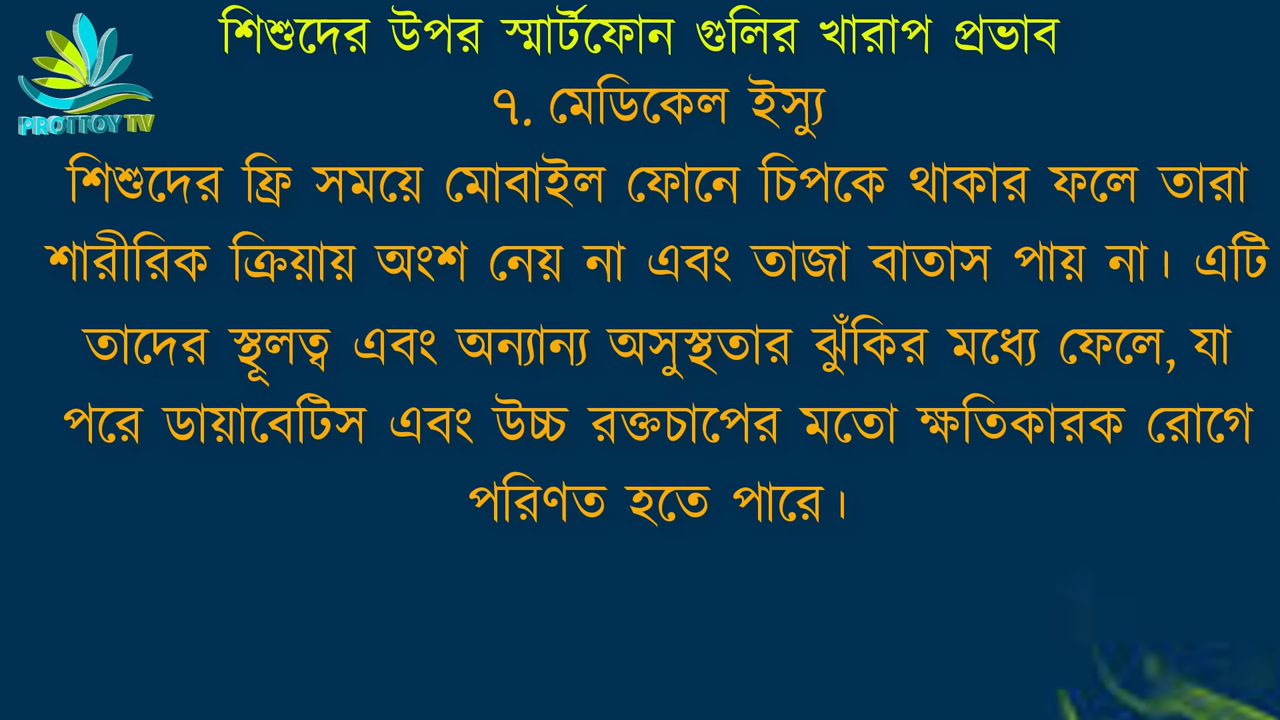 শিশুদের উপর স্মার্টফোন গুলির খারাপ প্রভাব
PROTTOY TV
৭. মেডিকেল ইস্যু
শিশুদের ফ্রি সময়ে মোবাইল ফোনে চিপকে থাকার ফলে তারা
শারীরিক ক্রিয়ায় অংশ নেয় না এবং তাজা বাতাস পায় না। এটি
তাদের স্থূলত্ব এবং অন্যান্য অসুস্থতার ঝুঁকির মধ্যে ফেলে, যা
পরে ডায়াবেটিস এবং উচ্চ রক্তচাপের মতো ক্ষতিকারক রোগে
পরিণত হতে পারে।